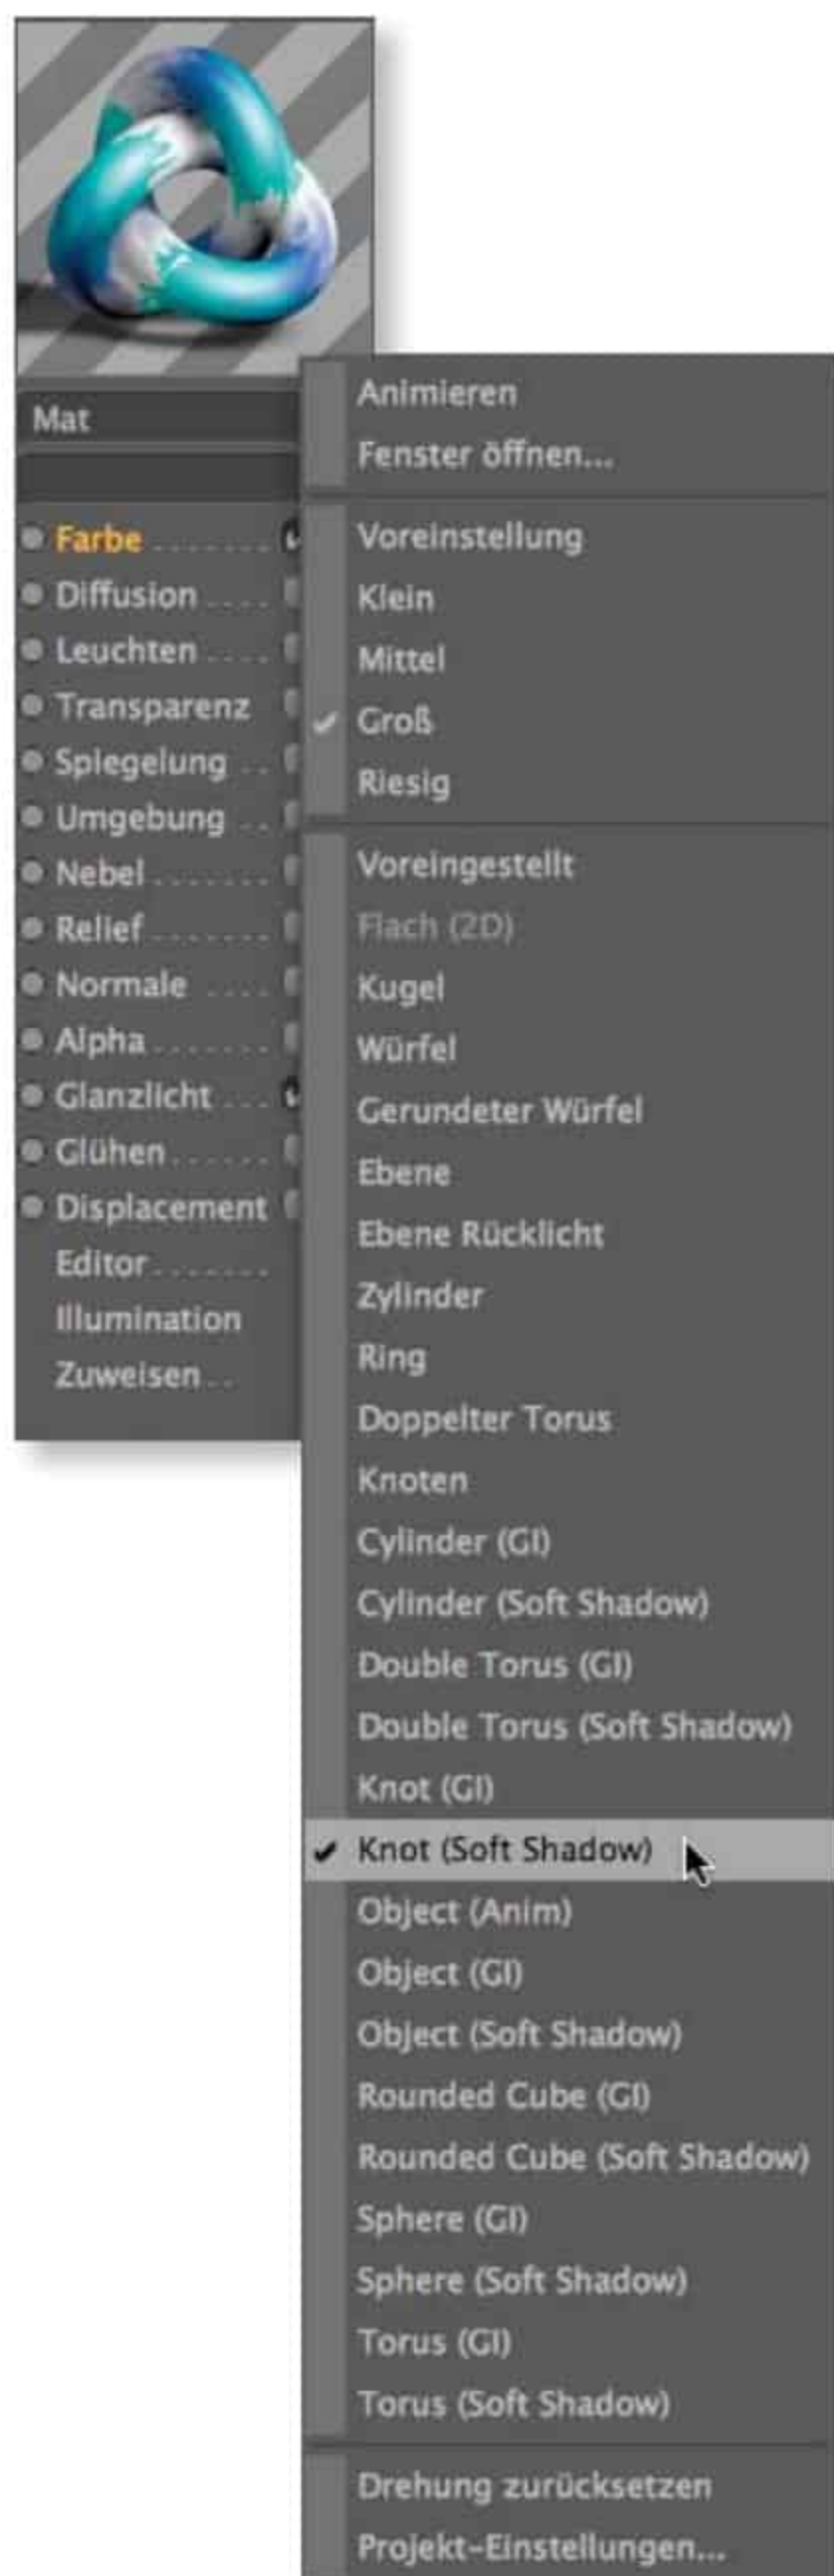 Mat
Farbe
Diffusion
Leuchten
Transparenz
Spiegelung
Umgebung
Nebel
Relief
Normale
Alpha
Glanzlicht
Glühen
Displacement
Editor
Illumination
Zuweisen
Animieren
Fenster öffnen...
Voreinstellung
Klein
Mittel
Groß
Riesig
Voreingestellt
Flach (2D)
Kugel
Würfel
Gerundeter Würfel
Ebene
Ebene Rücklicht
Zylinder
Ring
Doppelter Torus
Knoten
Cylinder (GI)
Cylinder (Soft Shadow)
Double Torus (GI)
Double Torus (Soft Shadow)
Knot (GI)
Knot (Soft Shadow)
Object (Anim)
Object (GI)
Object (Soft Shadow)
Rounded Cube (GI)
Rounded Cube (Soft Shadow)
Sphere (GI)
Sphere (Soft Shadow)
Torus (GI)
Torus (Soft Shadow)
Drehung zurücksetzen
Projekt-Einstellungen...